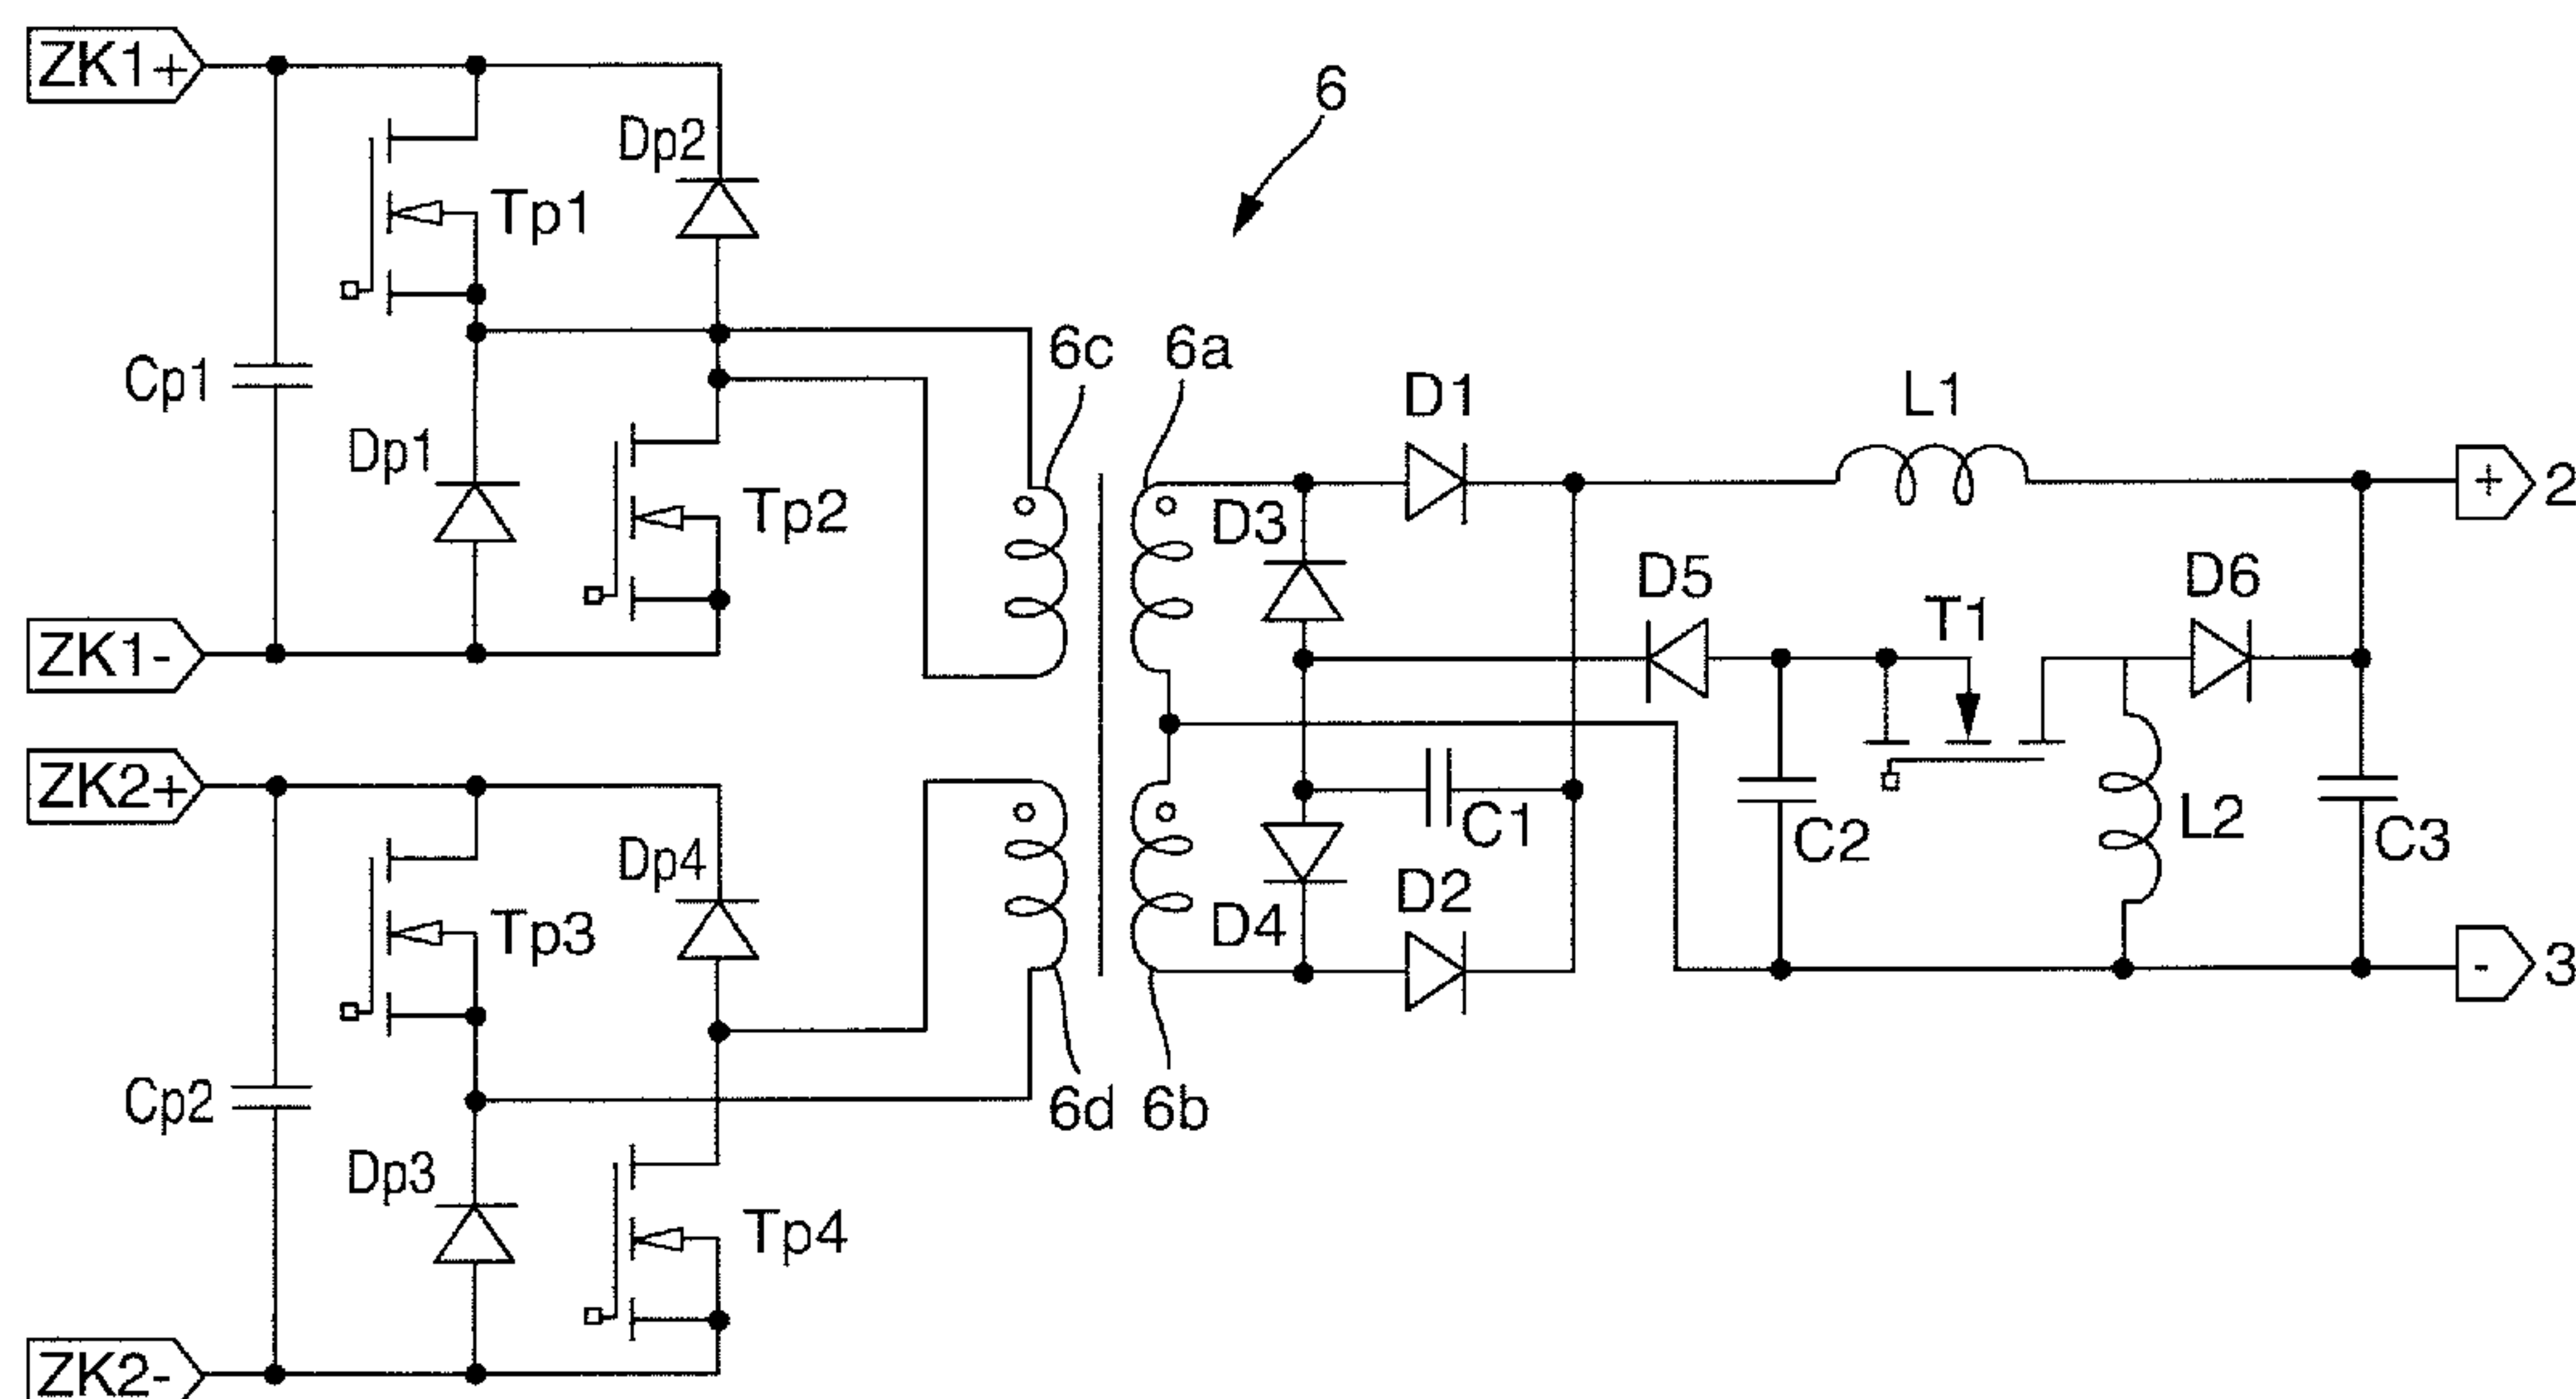 ZK1+
Dp2
6
Tp1
Cp1
6c
6a
D1
L1
Dp1
+
2
Tp2
D3
D5
D6
T1
ZK1-
ZK2+
C1
C2
L2
C3
Dp4
D2
Tp3
D4
-
3
Cp2
6d
6b
Dp3
Tp4
ZK2-